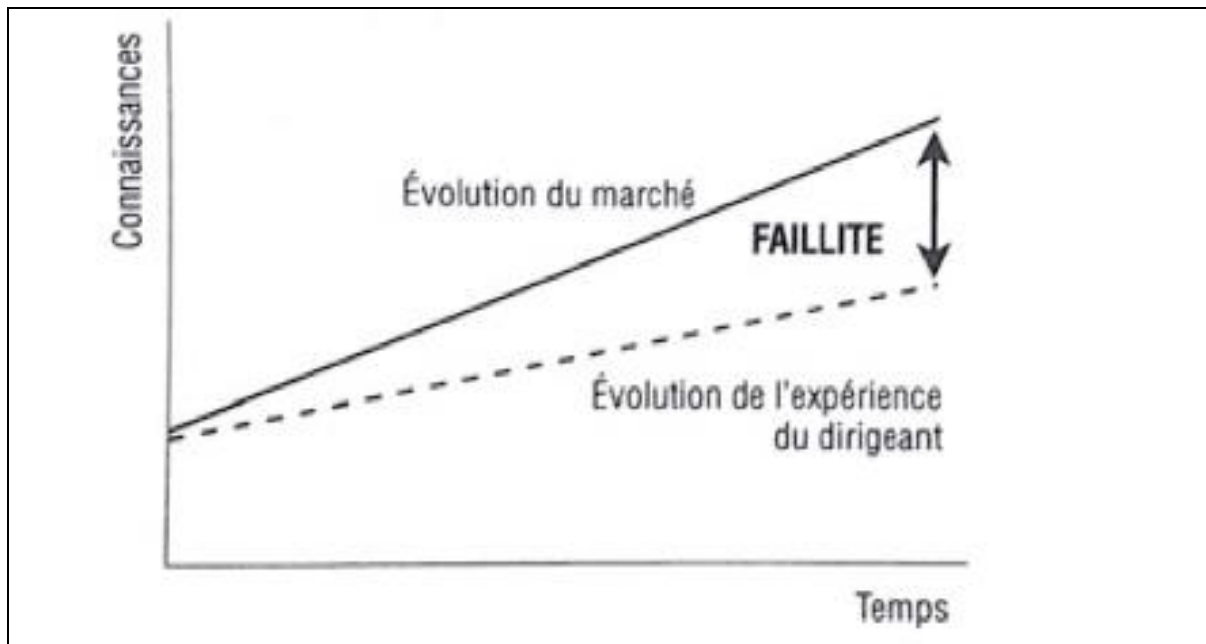 Connaissances
Évolution du marché
FAILLITE
Évolution de l'expérience
du dirigeant
Temps